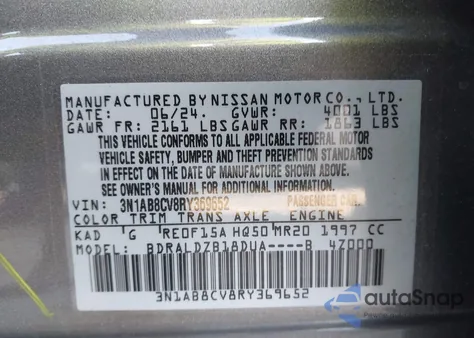 MANUFACTURED BY NISSAN MOTOR CO., LTD.
DATE: 06/24. GVWR: 4001 LBS
GAWR FR: 2161 LBS GAWR RR: 1863 LBS
THIS VEHICLE CONFORMS TO ALL APPLICABLE FEDERAL MOTOR
VEHICLE SAFETY, BUMPER AND THEFT PREVENTION STANDARDS
IN EFFECT ON THE DATE OF MANUFACTURE SHOWN ABOVE.
SEE OWNER'S MANUAL FOR ADDITIONAL INFORMATION.
VIN: 3N1AB8CV8RY369652 PASSENGER CAR.
COLOR TRIM TRANS AXLE ENGINE
KAD G RE0F15A HQ50 MR20 1997 CC
MODEL: BDRALDZB18DUA----B 4Z000
3N1AB8CV8RY369652
autoSnap